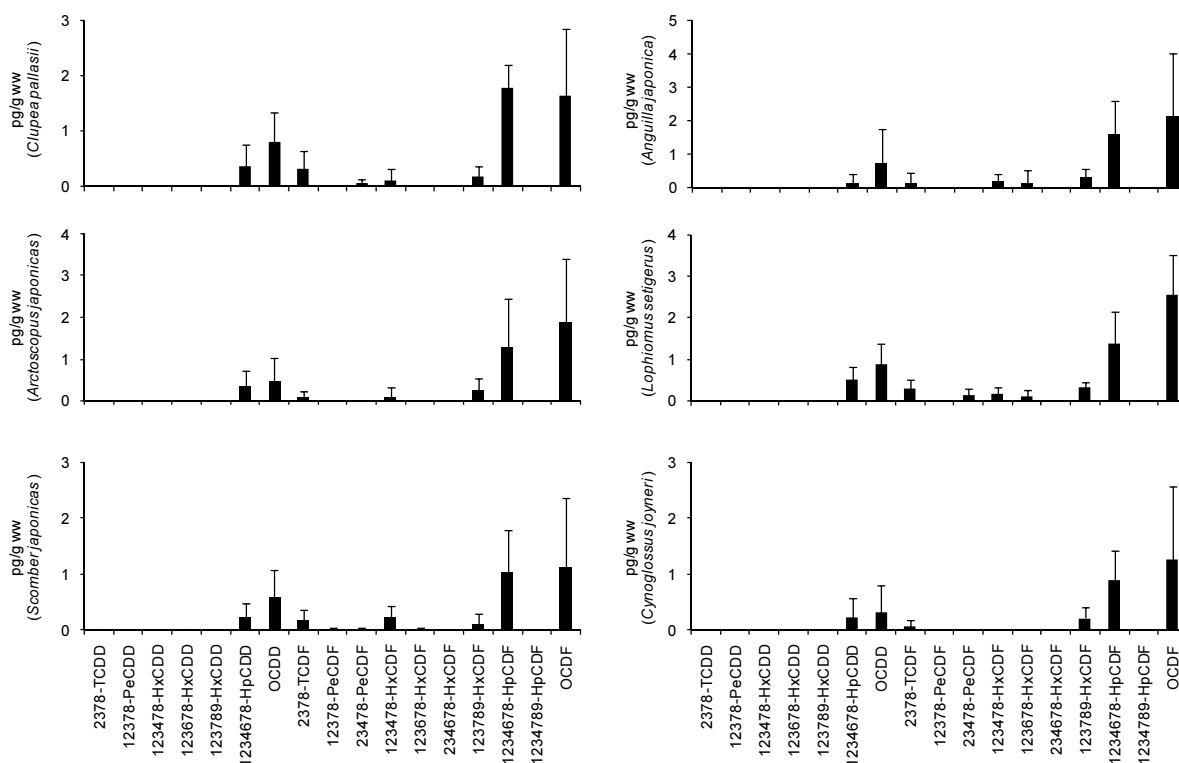 3
2
1
0
pg/g ww
(Clupea pallasii)
5
4
3
2
1
0
pg/g ww
(Anguilla japonica)
4
3
2
1
0
pg/g ww
(Arctoscopus japonicas)
4
3
2
1
0
pg/g ww
(Lophiomus setigerus)
3
2
1
0
pg/g ww
(Scomber japonicas)
3
2
1
0
pg/g ww
(Cynoglossus joyneri)
2378-TCDD
12378-PeCDD
123478-HxCDD
123678-HxCDD
123789-HxCDD
1234678-HpCDD
OCDD
2378-TCDF
12378-PeCDF
23478-PeCDF
123478-HxCDF
123678-HxCDF
234678-HxCDF
123789-HxCDF
1234678-HpCDF
1234789-HpCDF
OCDF
2378-TCDD
12378-PeCDD
123478-HxCDD
123678-HxCDD
123789-HxCDD
1234678-HpCDD
OCDD
2378-TCDF
12378-PeCDF
23478-PeCDF
123478-HxCDF
123678-HxCDF
234678-HxCDF
123789-HxCDF
1234678-HpCDF
1234789-HpCDF
OCDF